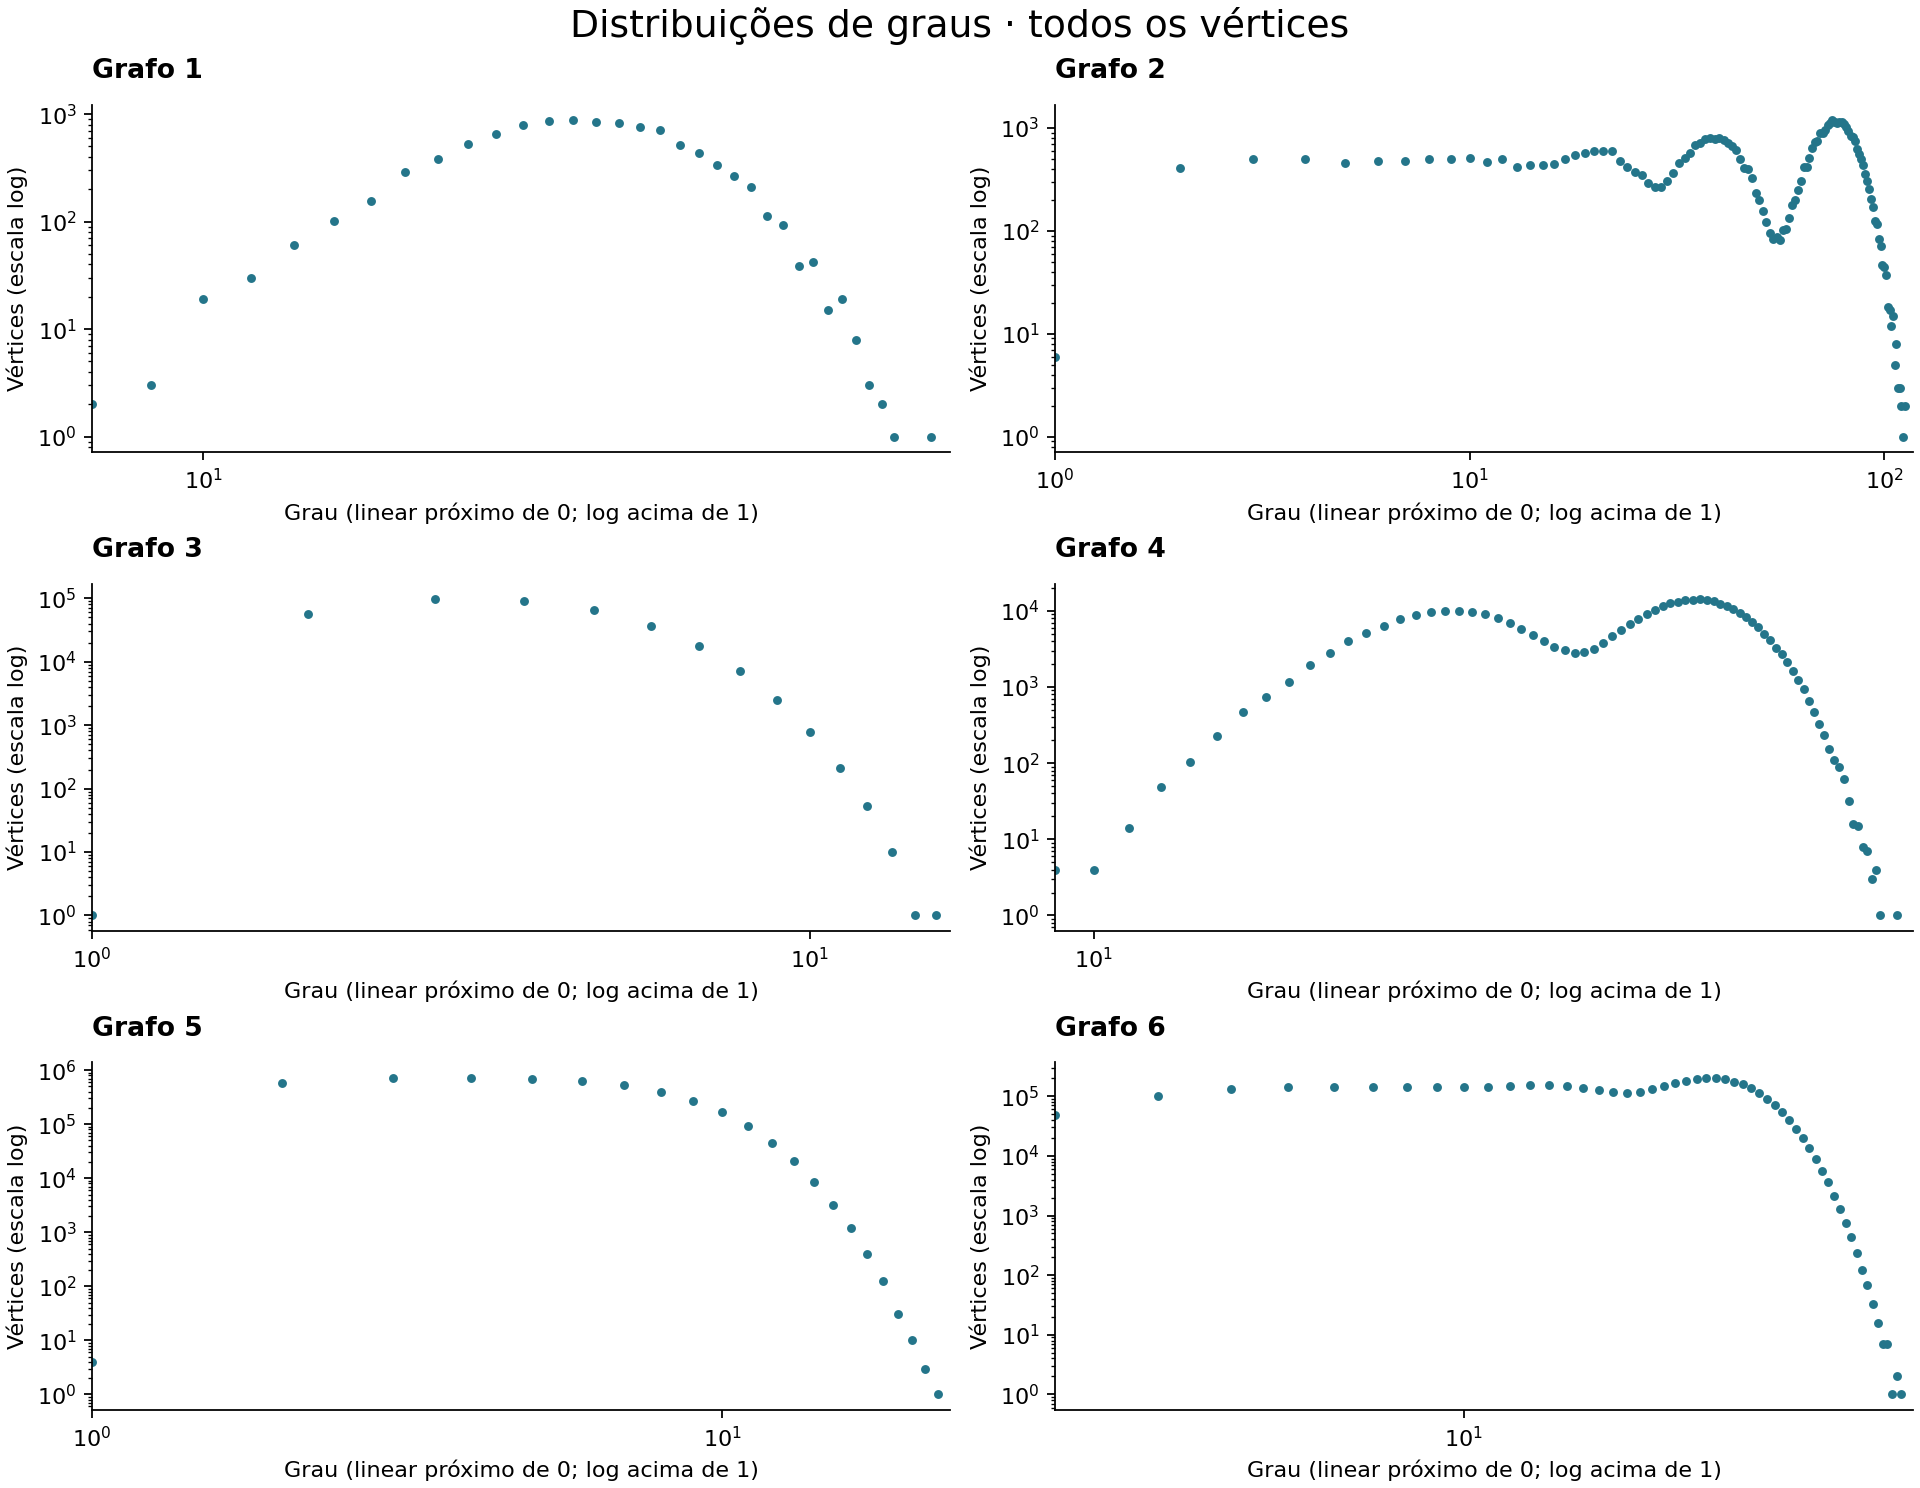 Distribuições de graus · todos os vértices
Grafo 1
Vértices (escala log)
10³
10²
10¹
10⁰
10¹
Grau (linear próximo de 0; log acima de 1)
Grafo 2
Vértices (escala log)
10³
10²
10¹
10⁰
10⁰ 10¹ 10²
Grau (linear próximo de 0; log acima de 1)
Grafo 3
Vértices (escala log)
10⁵
10⁴
10³
10²
10¹
10⁰
10⁰ 10¹
Grau (linear próximo de 0; log acima de 1)
Grafo 4
Vértices (escala log)
10⁴
10³
10²
10¹
10⁰
10¹
Grau (linear próximo de 0; log acima de 1)
Grafo 5
Vértices (escala log)
10⁶
10⁵
10⁴
10³
10²
10¹
10⁰
10⁰ 10¹
Grau (linear próximo de 0; log acima de 1)
Grafo 6
Vértices (escala log)
10⁵
10⁴
10³
10²
10¹
10⁰
10¹
Grau (linear próximo de 0; log acima de 1)